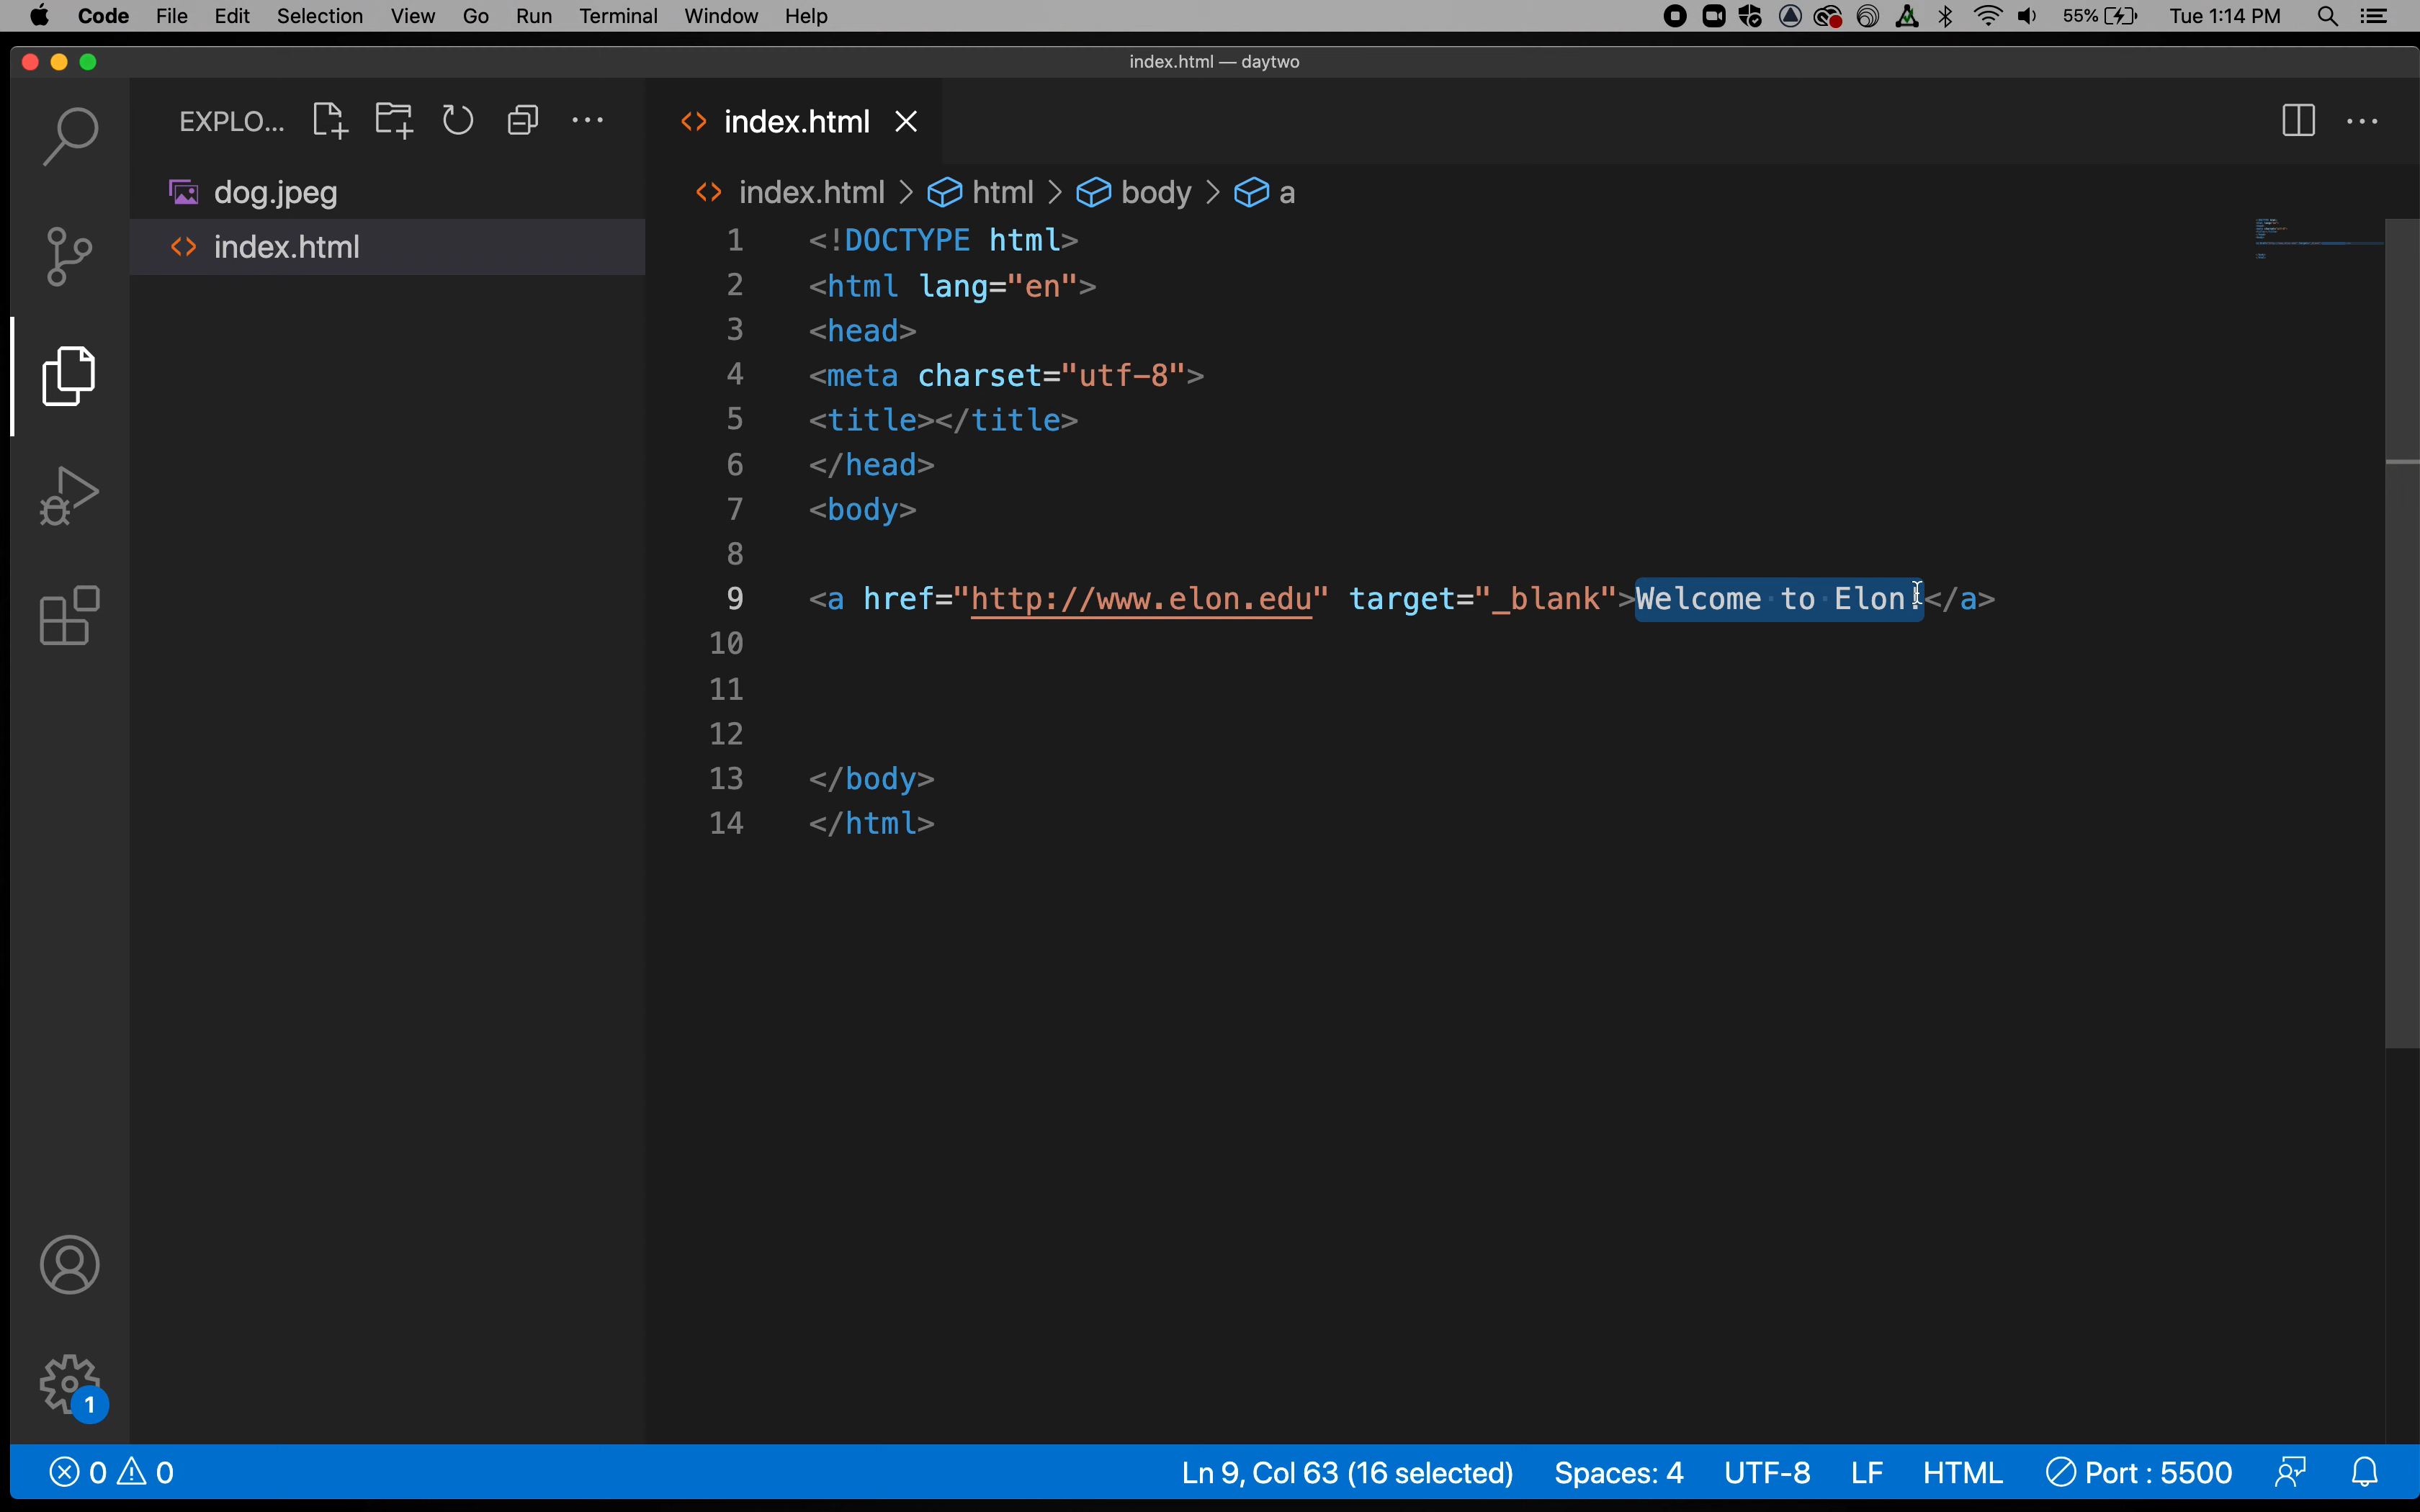 Code File Edit Selection View Go Run Terminal Window Help 55% Tue 1:14 PM
index.html — daytwo
EXPLO... index.html
dog.jpeg index.html > html > body > a
index.html
1 <!DOCTYPE html>
2 <html lang="en">
3 <head>
4 <meta charset="utf-8">
5 <title></title>
6 </head>
7 <body>
8
9 <a href="http://www.elon.edu" target="_blank">Welcome to Elon!</a>
10
11
12
13 </body>
14 </html>
1
0 0 Ln 9, Col 63 (16 selected) Spaces: 4 UTF-8 LF HTML Port : 5500